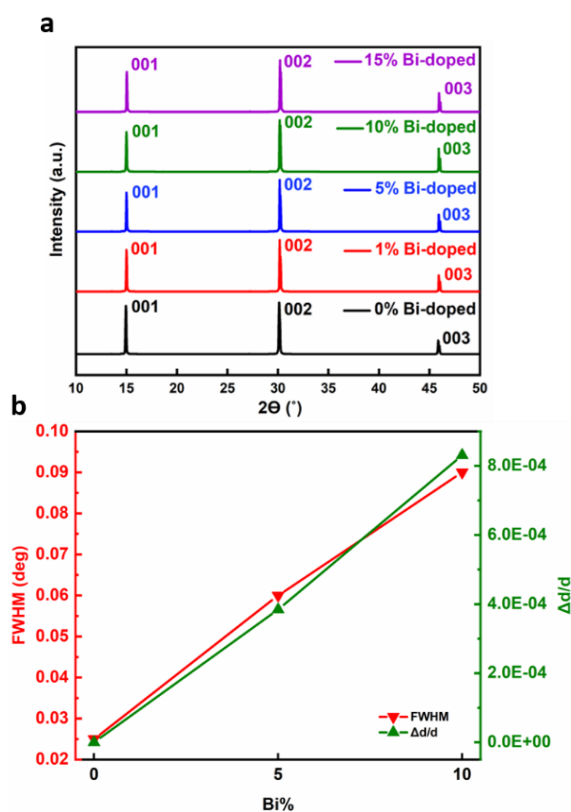 a
001 002 15% Bi-doped 003
001 002 10% Bi-doped 003
001 002 5% Bi-doped 003
001 002 1% Bi-doped 003
001 002 0% Bi-doped 003
Intensity (a.u.)
10 15 20 25 30 35 40 45 50
2Θ (°)
b
0.10
0.09
0.08
0.07
0.06
0.05
0.04
0.03
0.02
FWHM (deg)
8.0E-04
6.0E-04
4.0E-04
2.0E-04
0.0E+00
Δd/d
FWHM
Δd/d
0 5 10
Bi%